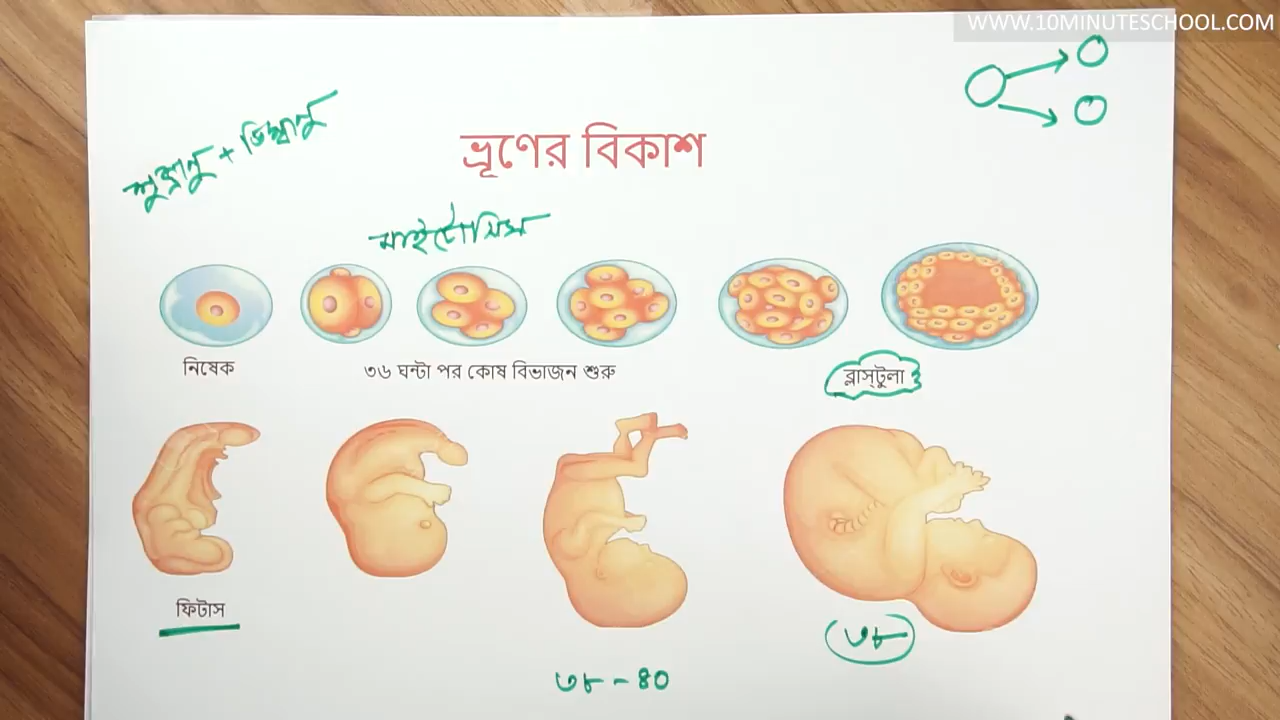 WWW.10MINUTESCHOOL.COM
শুক্রানু + ডিম্বানু
ভ্রূণের বিকাশ
মাইটোসিস
নিষেক
৩৬ ঘন্টা পর কোষ বিভাজন শুরু
ব্লাস্টুলা
ফিটাস
৩৮
৩৮ - ৪০